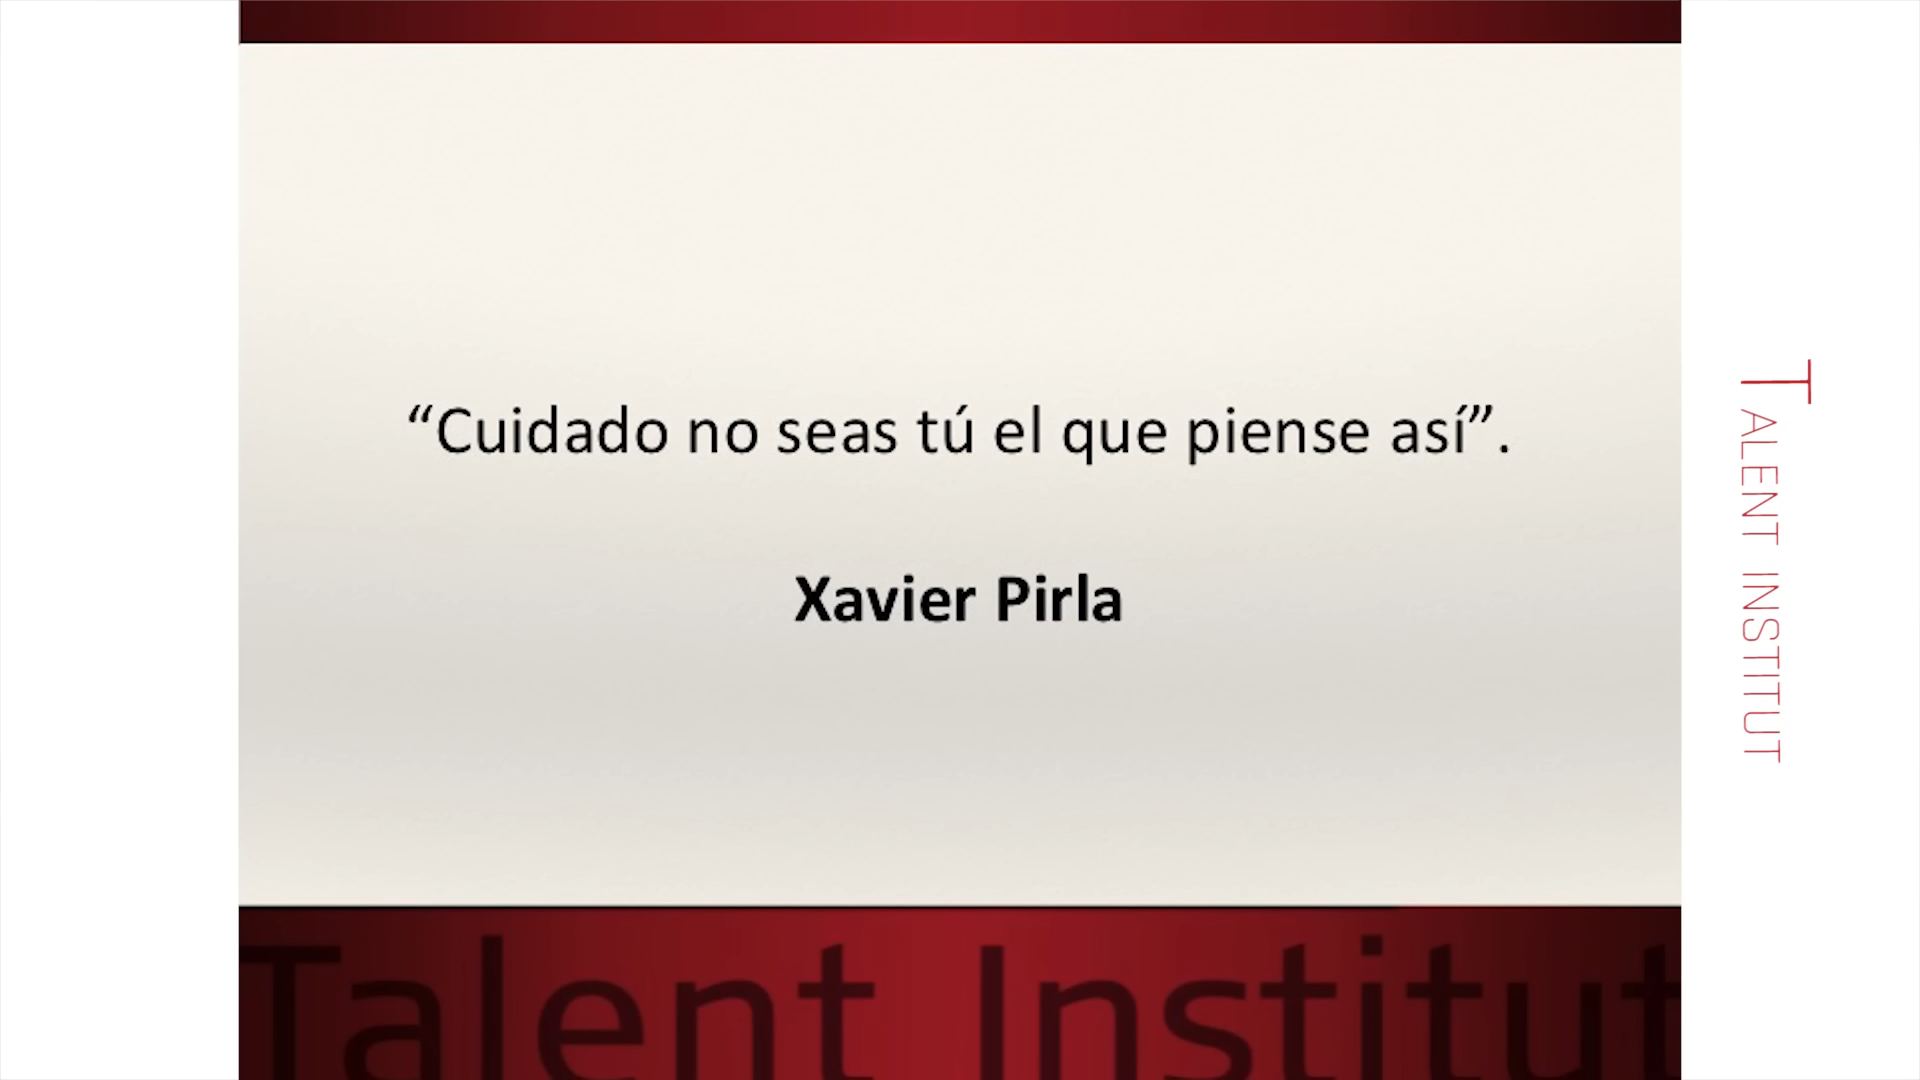 “Cuidado no seas tú el que piense así”.
Xavier Pirla
TALENT INSTITUT
Talent Institut